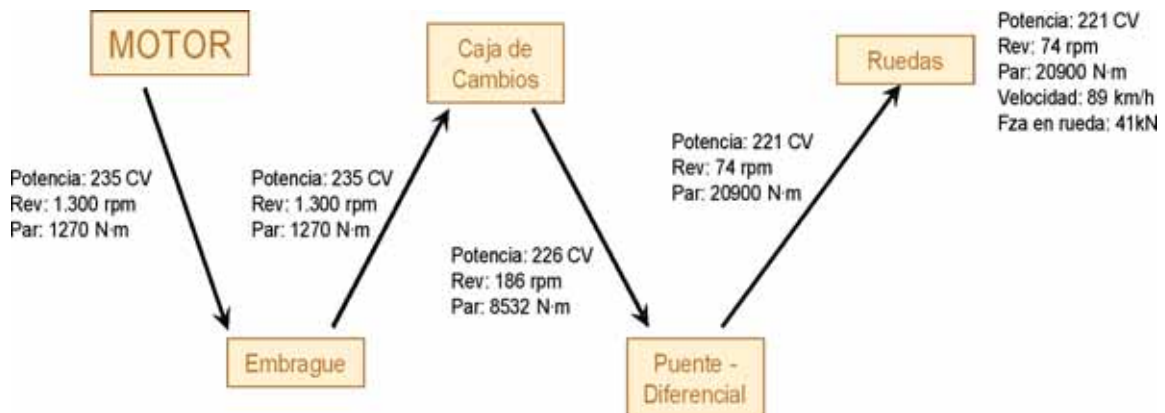 MOTOR
Potencia: 235 CV
Rev: 1.300 rpm
Par: 1270 N·m
Embrague
Potencia: 235 CV
Rev: 1.300 rpm
Par: 1270 N·m
Caja de
Cambios
Potencia: 226 CV
Rev: 186 rpm
Par: 8532 N·m
Puente -
Diferencial
Potencia: 221 CV
Rev: 74 rpm
Par: 20900 N·m
Ruedas
Potencia: 221 CV
Rev: 74 rpm
Par: 20900 N·m
Velocidad: 89 km/h
Fza en rueda: 41kN